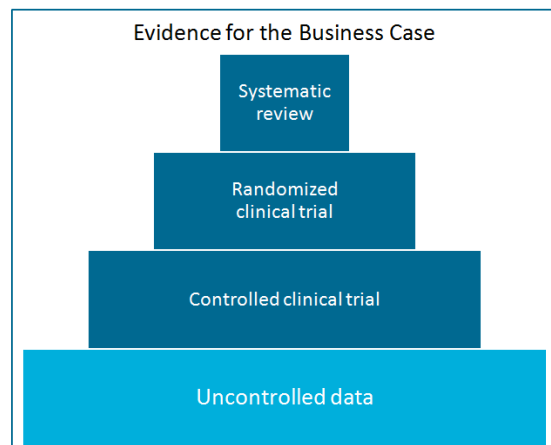 Evidence for the Business Case
Systematic
review
Randomized
clinical trial
Controlled clinical trial
Uncontrolled data